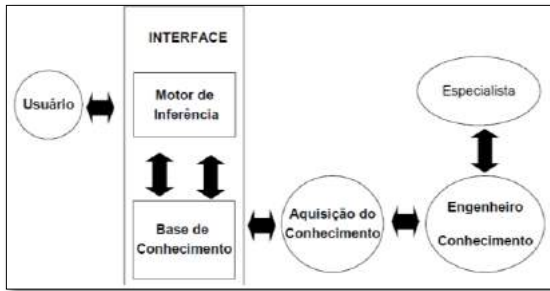 INTERFACE
Usuário
Motor de
Inferência
Especialista
Base de
Conhecimento
Aquisição do
Conhecimento
Engenheiro
Conhecimento